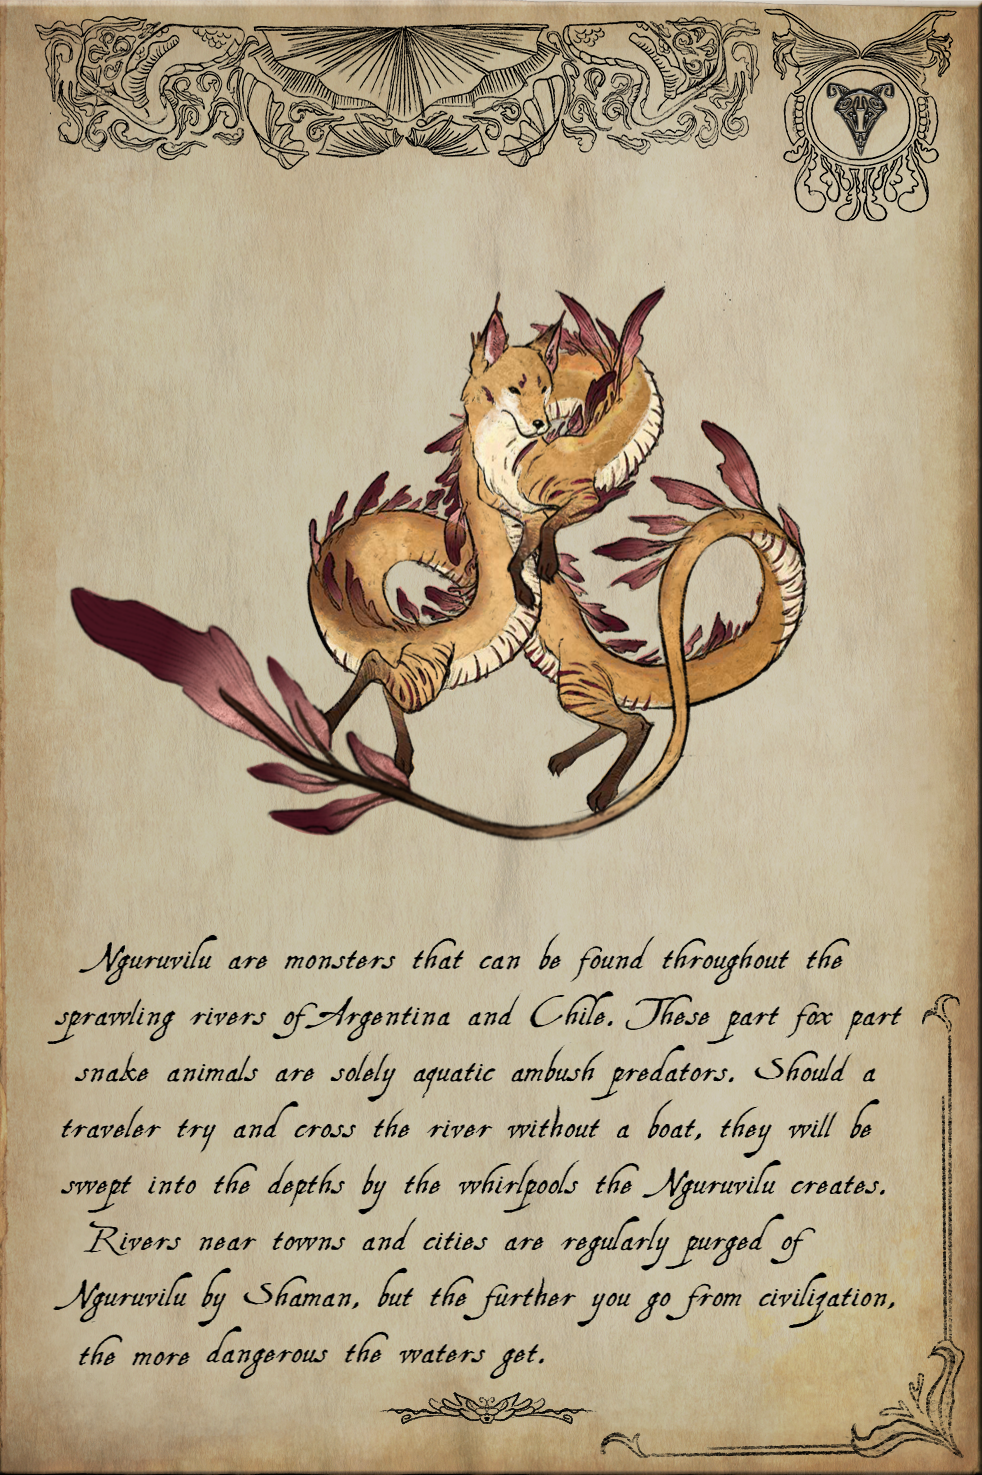 Nguruvilu are monsters that can be found throughout the
sprawling rivers of Argentina and Chile. These part fox part
snake animals are solely aquatic ambush predators. Should a
traveler try and cross the river without a boat, they will be
swept into the depths by the whirlpools the Nguruvilu creates.
Rivers near towns and cities are regularly purged of
Nguruvilu by Shaman, but the further you go from civilization,
the more dangerous the waters get.